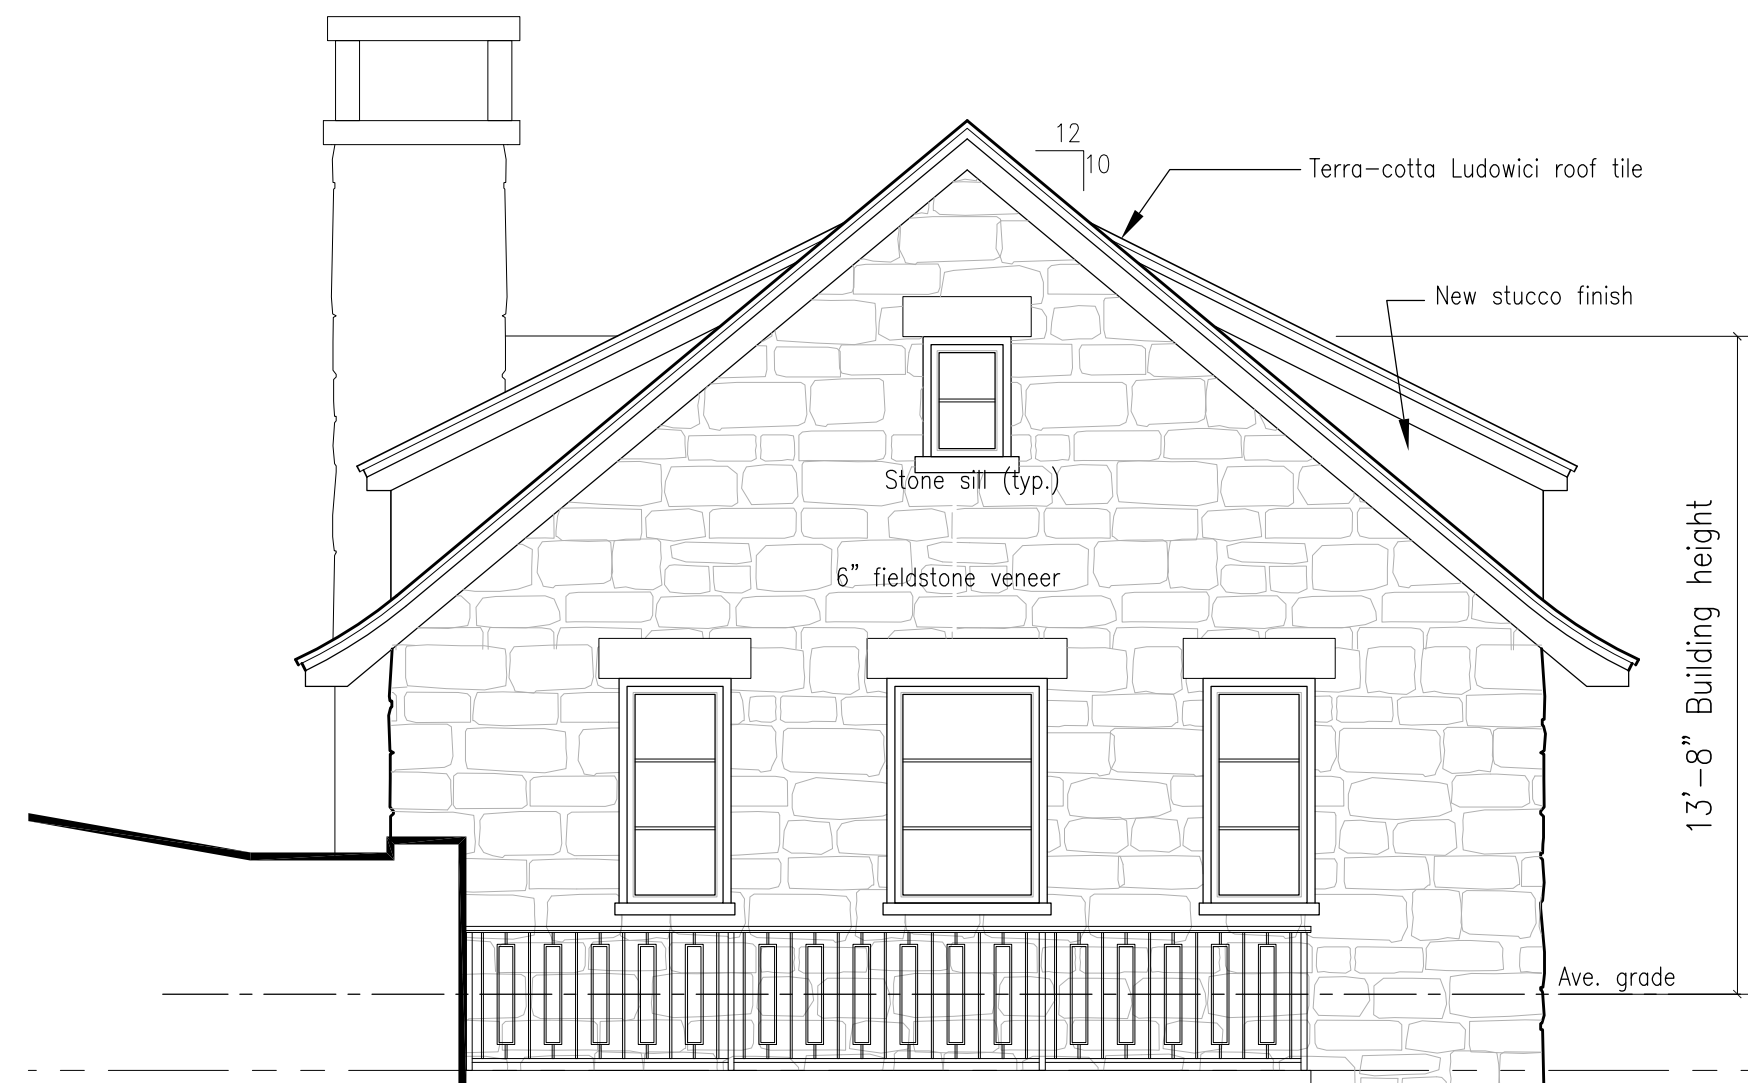 12
10
Terra-cotta Ludowici roof tile
New stucco finish
Stone sill (typ.)
6" fieldstone veneer
13'-8" Building height
Ave. grade